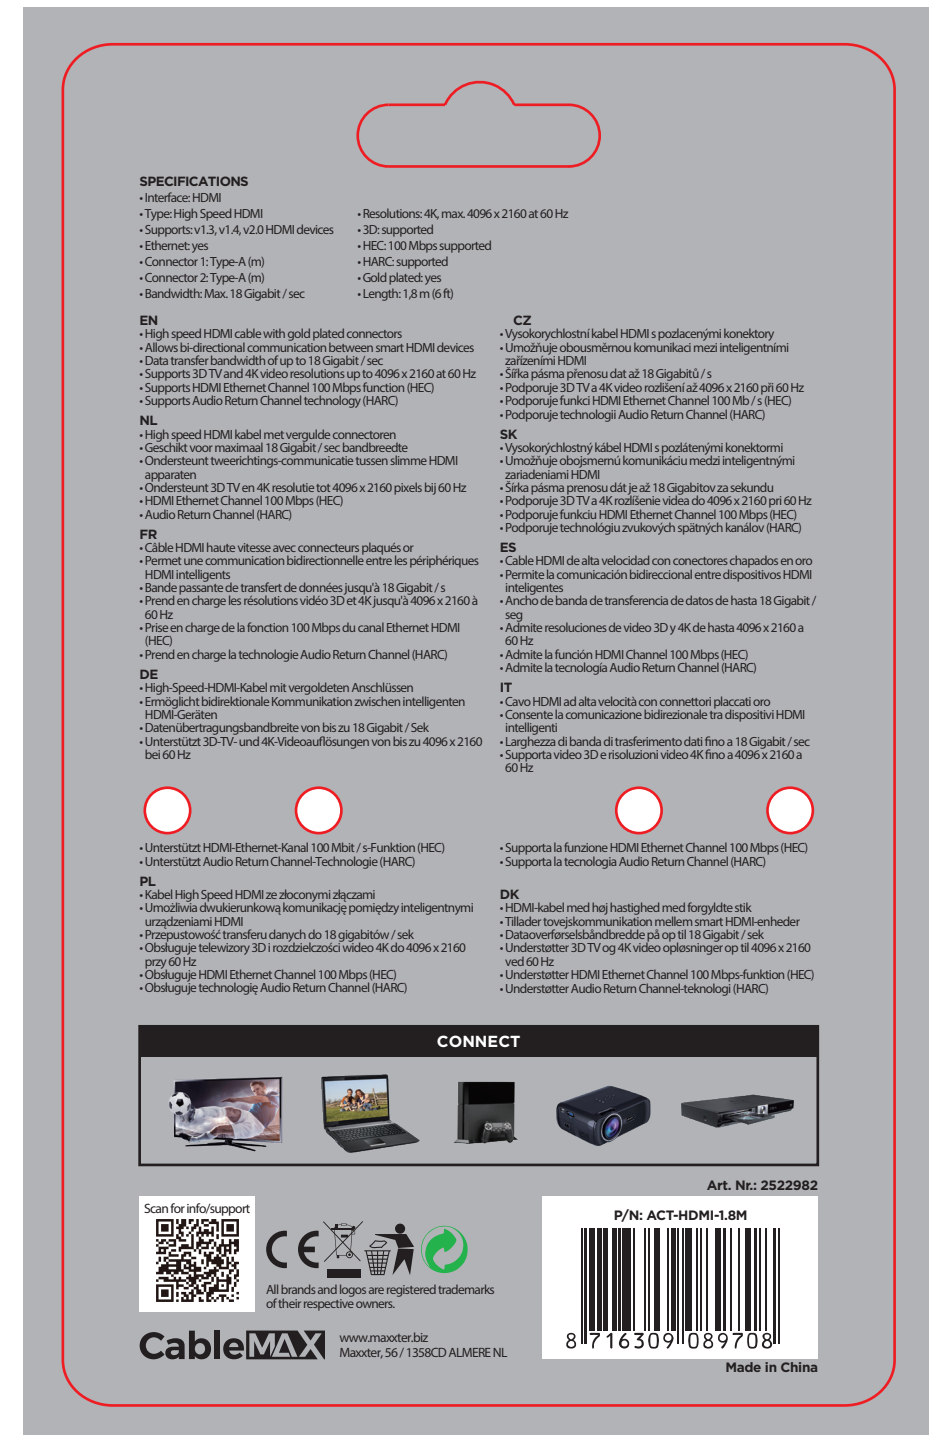 SPECIFICATIONS
• Interface: HDMI
• Type: High Speed HDMI
• Supports: v1.3, v1.4, v2.0 HDMI devices
• Ethernet: yes
• Connector 1: Type-A (m)
• Connector 2: Type-A (m)
• Bandwidth: Max. 18 Gigabit / sec
• Resolutions: 4K, max. 4096 x 2160 at 60 Hz
• 3D: supported
• HEC: 100 Mbps supported
• HARC: supported
• Gold plated: yes
• Length: 1,8 m (6 ft)
EN
• High speed HDMI cable with gold plated connectors
• Allows bi-directional communication between smart HDMI devices
• Data transfer bandwidth of up to 18 Gigabit / sec
• Supports 3D TV and 4K video resolutions up to 4096 x 2160 at 60 Hz
• Supports HDMI Ethernet Channel 100 Mbps function (HEC)
• Supports Audio Return Channel technology (HARC)
NL
• High speed HDMI kabel met vergulde connectoren
• Geschikt voor maximaal 18 Gigabit / sec bandbreedte
• Ondersteunt tweerichtings-communicatie tussen slimme HDMI
apparaten
• Ondersteunt 3D TV en 4K resolutie tot 4096 x 2160 pixels bij 60 Hz
• HDMI Ethernet Channel 100 Mbps (HEC)
• Audio Return Channel (HARC)
FR
• Câble HDMI haute vitesse avec connecteurs plaqués or
• Permet une communication bidirectionnelle entre les périphériques
HDMI intelligents
• Bande passante de transfert de données jusqu'à 18 Gigabit / s
• Prend en charge les résolutions vidéo 3D et 4K jusqu'à 4096 x 2160 à
60 Hz
• Prise en charge de la fonction 100 Mbps du canal Ethernet HDMI
(HEC)
• Prend en charge la technologie Audio Return Channel (HARC)
DE
• High-Speed-HDMI-Kabel mit vergoldeten Anschlüssen
• Ermöglicht bidirektionale Kommunikation zwischen intelligenten
HDMI-Geräten
• Datenübertragungsbandbreite von bis zu 18 Gigabit / Sek
• Unterstützt 3D-TV- und 4K-Videoauflösungen von bis zu 4096 x 2160
bei 60 Hz
• Unterstützt HDMI-Ethernet-Kanal 100 Mbit / s-Funktion (HEC)
• Unterstützt Audio Return Channel-Technologie (HARC)
PL
• Kabel High Speed HDMI ze złoconymi złączami
• Umożliwia dwukierunkową komunikację pomiędzy inteligentnymi
urządzeniami HDMI
• Przepustowość transferu danych do 18 gigabitów / sek
• Obsługuje telewizory 3D i rozdzielczości wideo 4K do 4096 x 2160
przy 60 Hz
• Obsługuje HDMI Ethernet Channel 100 Mbps (HEC)
• Obsługuje technologię Audio Return Channel (HARC)
CZ
• Vysokorychlostní kabel HDMI s pozlacenými konektory
• Umožňuje obousměrnou komunikaci mezi inteligentními
zařízeními HDMI
• Šířka pásma přenosu dat až 18 Gigabitů / s
• Podporuje 3D TV a 4K video rozlišení až 4096 x 2160 při 60 Hz
• Podporuje funkci HDMI Ethernet Channel 100 Mb / s (HEC)
• Podporuje technologii Audio Return Channel (HARC)
SK
• Vysokorýchlostný kábel HDMI s pozlátenými konektormi
• Umožňuje obojsmernú komunikáciu medzi inteligentnými
zariadeniami HDMI
• Šírka pásma prenosu dát je až 18 Gigabitov za sekundu
• Podporuje 3D TV a 4K rozlíšenie videa do 4096 x 2160 pri 60 Hz
• Podporuje funkciu HDMI Ethernet Channel 100 Mbps (HEC)
• Podporuje technológiu zvukových spätných kanálov (HARC)
ES
• Cable HDMI de alta velocidad con conectores chapados en oro
• Permite la comunicación bidireccional entre dispositivos HDMI
inteligentes
• Ancho de banda de transferencia de datos de hasta 18 Gigabit /
seg
• Admite resoluciones de video 3D y 4K de hasta 4096 x 2160 a
60 Hz
• Admite la función HDMI Channel 100 Mbps (HEC)
• Admite la tecnología Audio Return Channel (HARC)
IT
• Cavo HDMI ad alta velocità con connettori placcati oro
• Consente la comunicazione bidirezionale tra dispositivi HDMI
intelligenti
• Larghezza di banda di trasferimento dati fino a 18 Gigabit / sec
• Supporta video 3D e risoluzioni video 4K fino a 4096 x 2160 a
60 Hz
• Supporta la funzione HDMI Ethernet Channel 100 Mbps (HEC)
• Supporta la tecnologia Audio Return Channel (HARC)
DK
• HDMI-kabel med høj hastighed med forgyldte stik
• Tillader tovejskommunikation mellem smart HDMI-enheder
• Dataoverførselsbåndbredde på op til 18 Gigabit / sek
• Understøtter 3D TV og 4K video opløsninger op til 4096 x 2160
ved 60 Hz
• Understøtter HDMI Ethernet Channel 100 Mbps-funktion (HEC)
• Understøtter Audio Return Channel-teknologi (HARC)
CONNECT
Art. Nr.: 2522982
Scan for info/support
CE
All brands and logos are registered trademarks
of their respective owners.
CableMAX
www.maxxter.biz
Maxxter, 56 / 1358CD ALMERE NL
P/N: ACT-HDMI-1.8M
8 716309 089708
Made in China